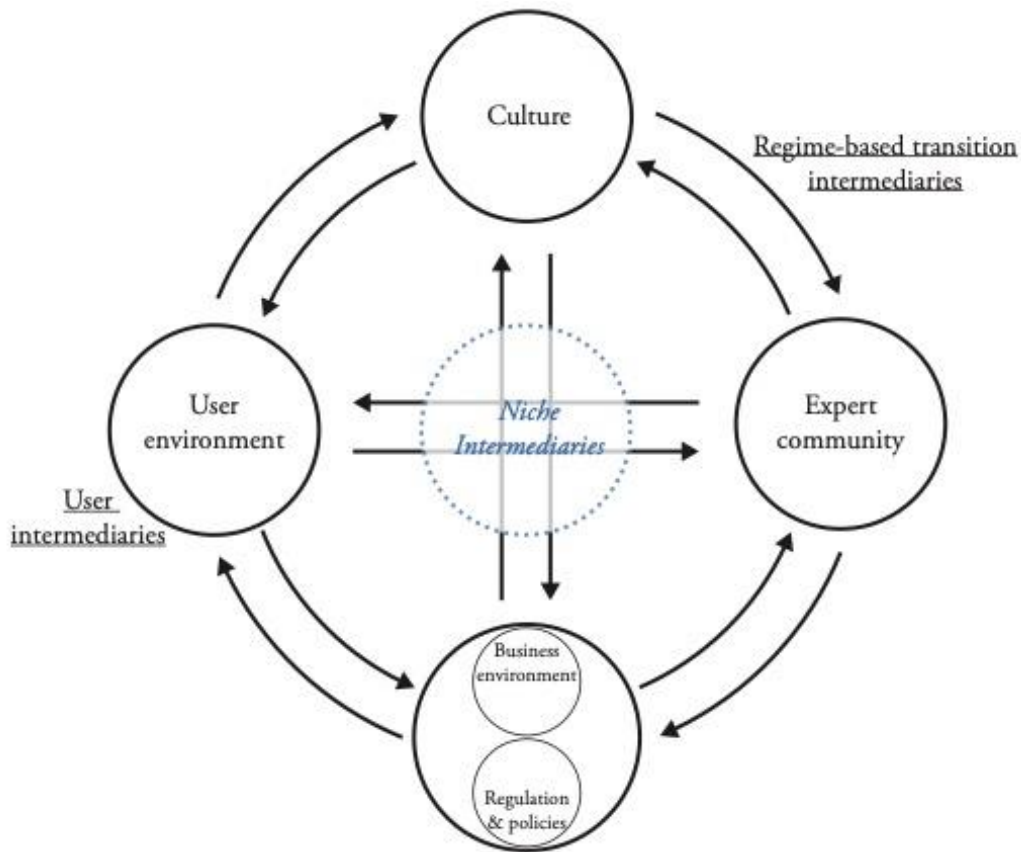 Culture
Regime-based transition
intermediaries
User
environment
Niche
Intermediaries
Expert
community
User
intermediaries
Business
environment
Regulation
& policies